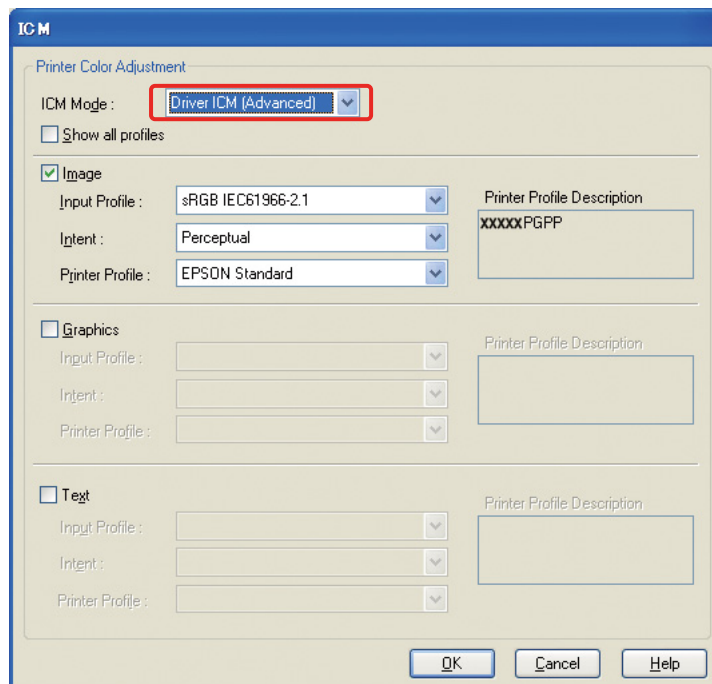 ICM
Printer Color Adjustment
ICM Mode : Driver ICM (Advanced)
Show all profiles
Image
Input Profile : sRGB IEC61966-2.1
Intent : Perceptual
Printer Profile : EPSON Standard
Printer Profile Description
xxxxxPGPP
Graphics
Input Profile :
Intent :
Printer Profile :
Printer Profile Description
Text
Input Profile :
Intent :
Printer Profile :
Printer Profile Description
OK Cancel Help